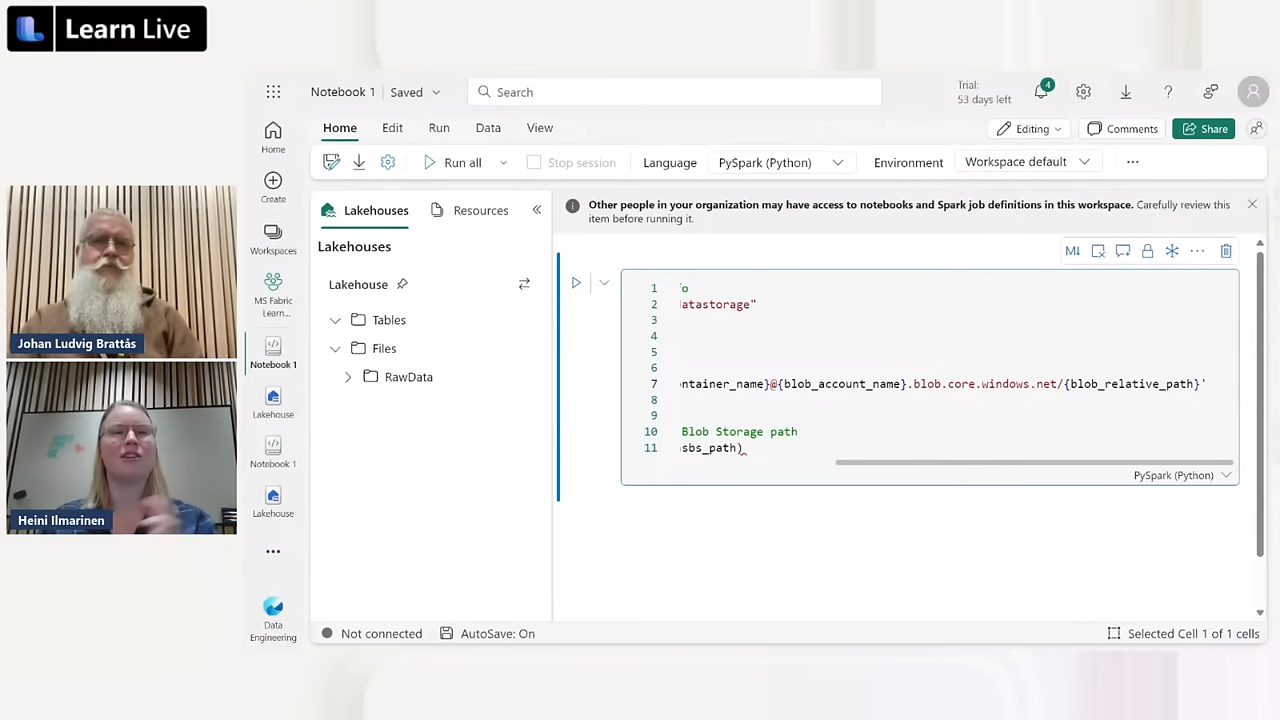 Learn Live
Notebook 1 Saved
Search
Trial:
53 days left
4
Home Edit Run Data View
Editing
Comments
Share
Run all
Stop session
Language
PySpark (Python)
Environment
Workspace default
Home
Create
Workspaces
MS Fabric
Learn...
Notebook 1
Lakehouse
Notebook 1
Lakehouse
Data
Engineering
Lakehouses
Resources
Lakehouses
Lakehouse
Tables
Files
RawData
Other people in your organization may have access to notebooks and Spark job definitions in this workspace. Carefully review this
item before running it.
M↓
1 fo
2 datastorage"
3
4
5
6
7 ontainer_name}@{blob_account_name}.blob.core.windows.net/{blob_relative_path}'
8
9
10 Blob Storage path
11 sbs_path)
PySpark (Python)
Johan Ludvig Brattås
Heini Ilmarinen
Not connected
AutoSave: On
Selected Cell 1 of 1 cells